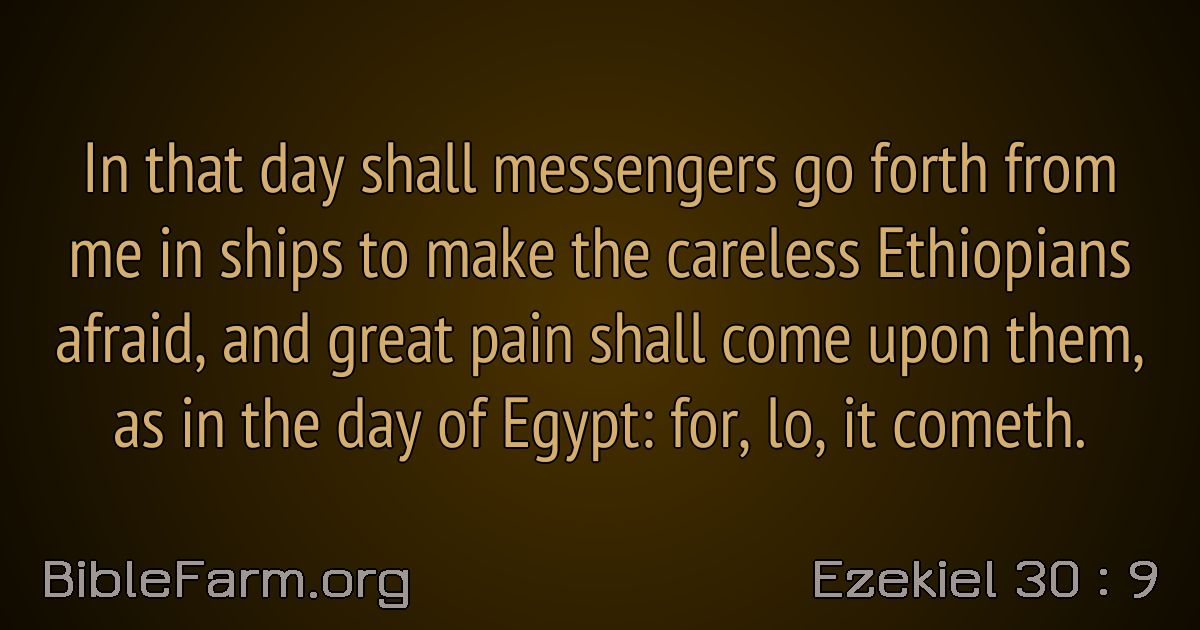 In that day shall messengers go forth from
me in ships to make the careless Ethiopians
afraid, and great pain shall come upon them,
as in the day of Egypt: for, lo, it cometh.
BibleFarm.org
Ezekiel 30 : 9